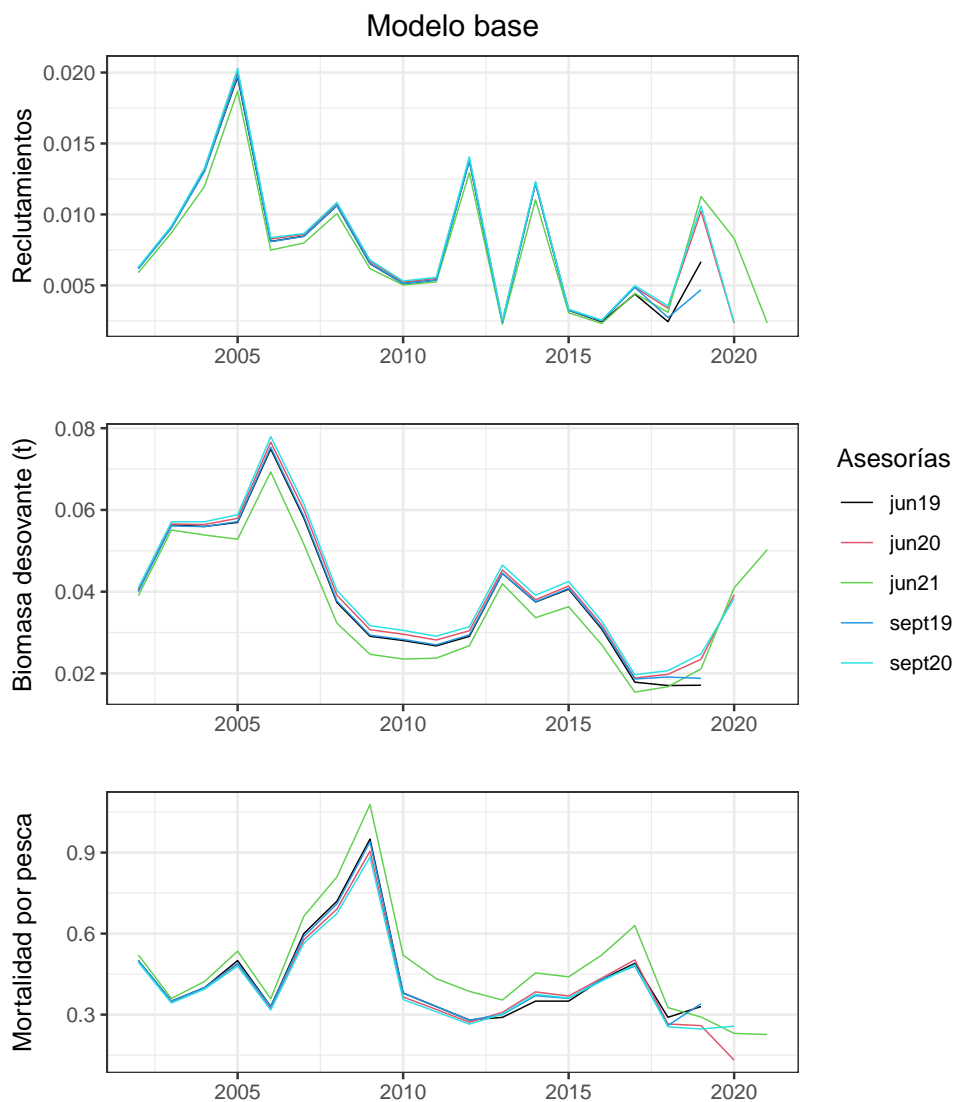 Modelo base
Reclutamientos
0.020
0.015
0.010
0.005
2005 2010 2015 2020
Biomasa desovante (t)
0.08
0.06
0.04
0.02
2005 2010 2015 2020
Asesorías
jun19
jun20
jun21
sept19
sept20
Mortalidad por pesca
0.9
0.6
0.3
2005 2010 2015 2020